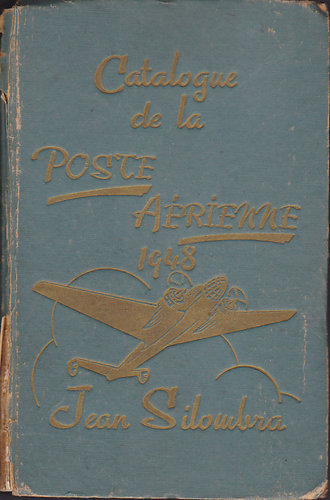 Catalogue
de la
POSTE
AÉRIENNE
1948
Jean Silombra